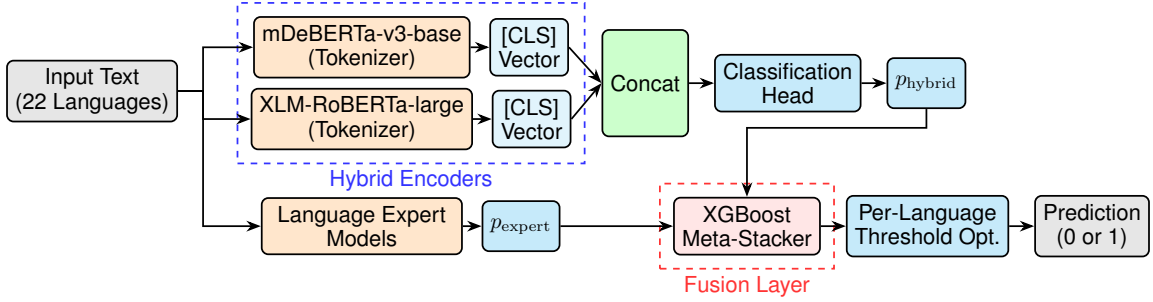 Input Text
(22 Languages)
mDeBERTa-v3-base
(Tokenizer)
[CLS]
Vector
XLM-RoBERTa-large
(Tokenizer)
[CLS]
Vector
Hybrid Encoders
Concat
Classification
Head
p_hybrid
Language Expert
Models
p_expert
XGBoost
Meta-Stacker
Fusion Layer
Per-Language
Threshold Opt.
Prediction
(0 or 1)